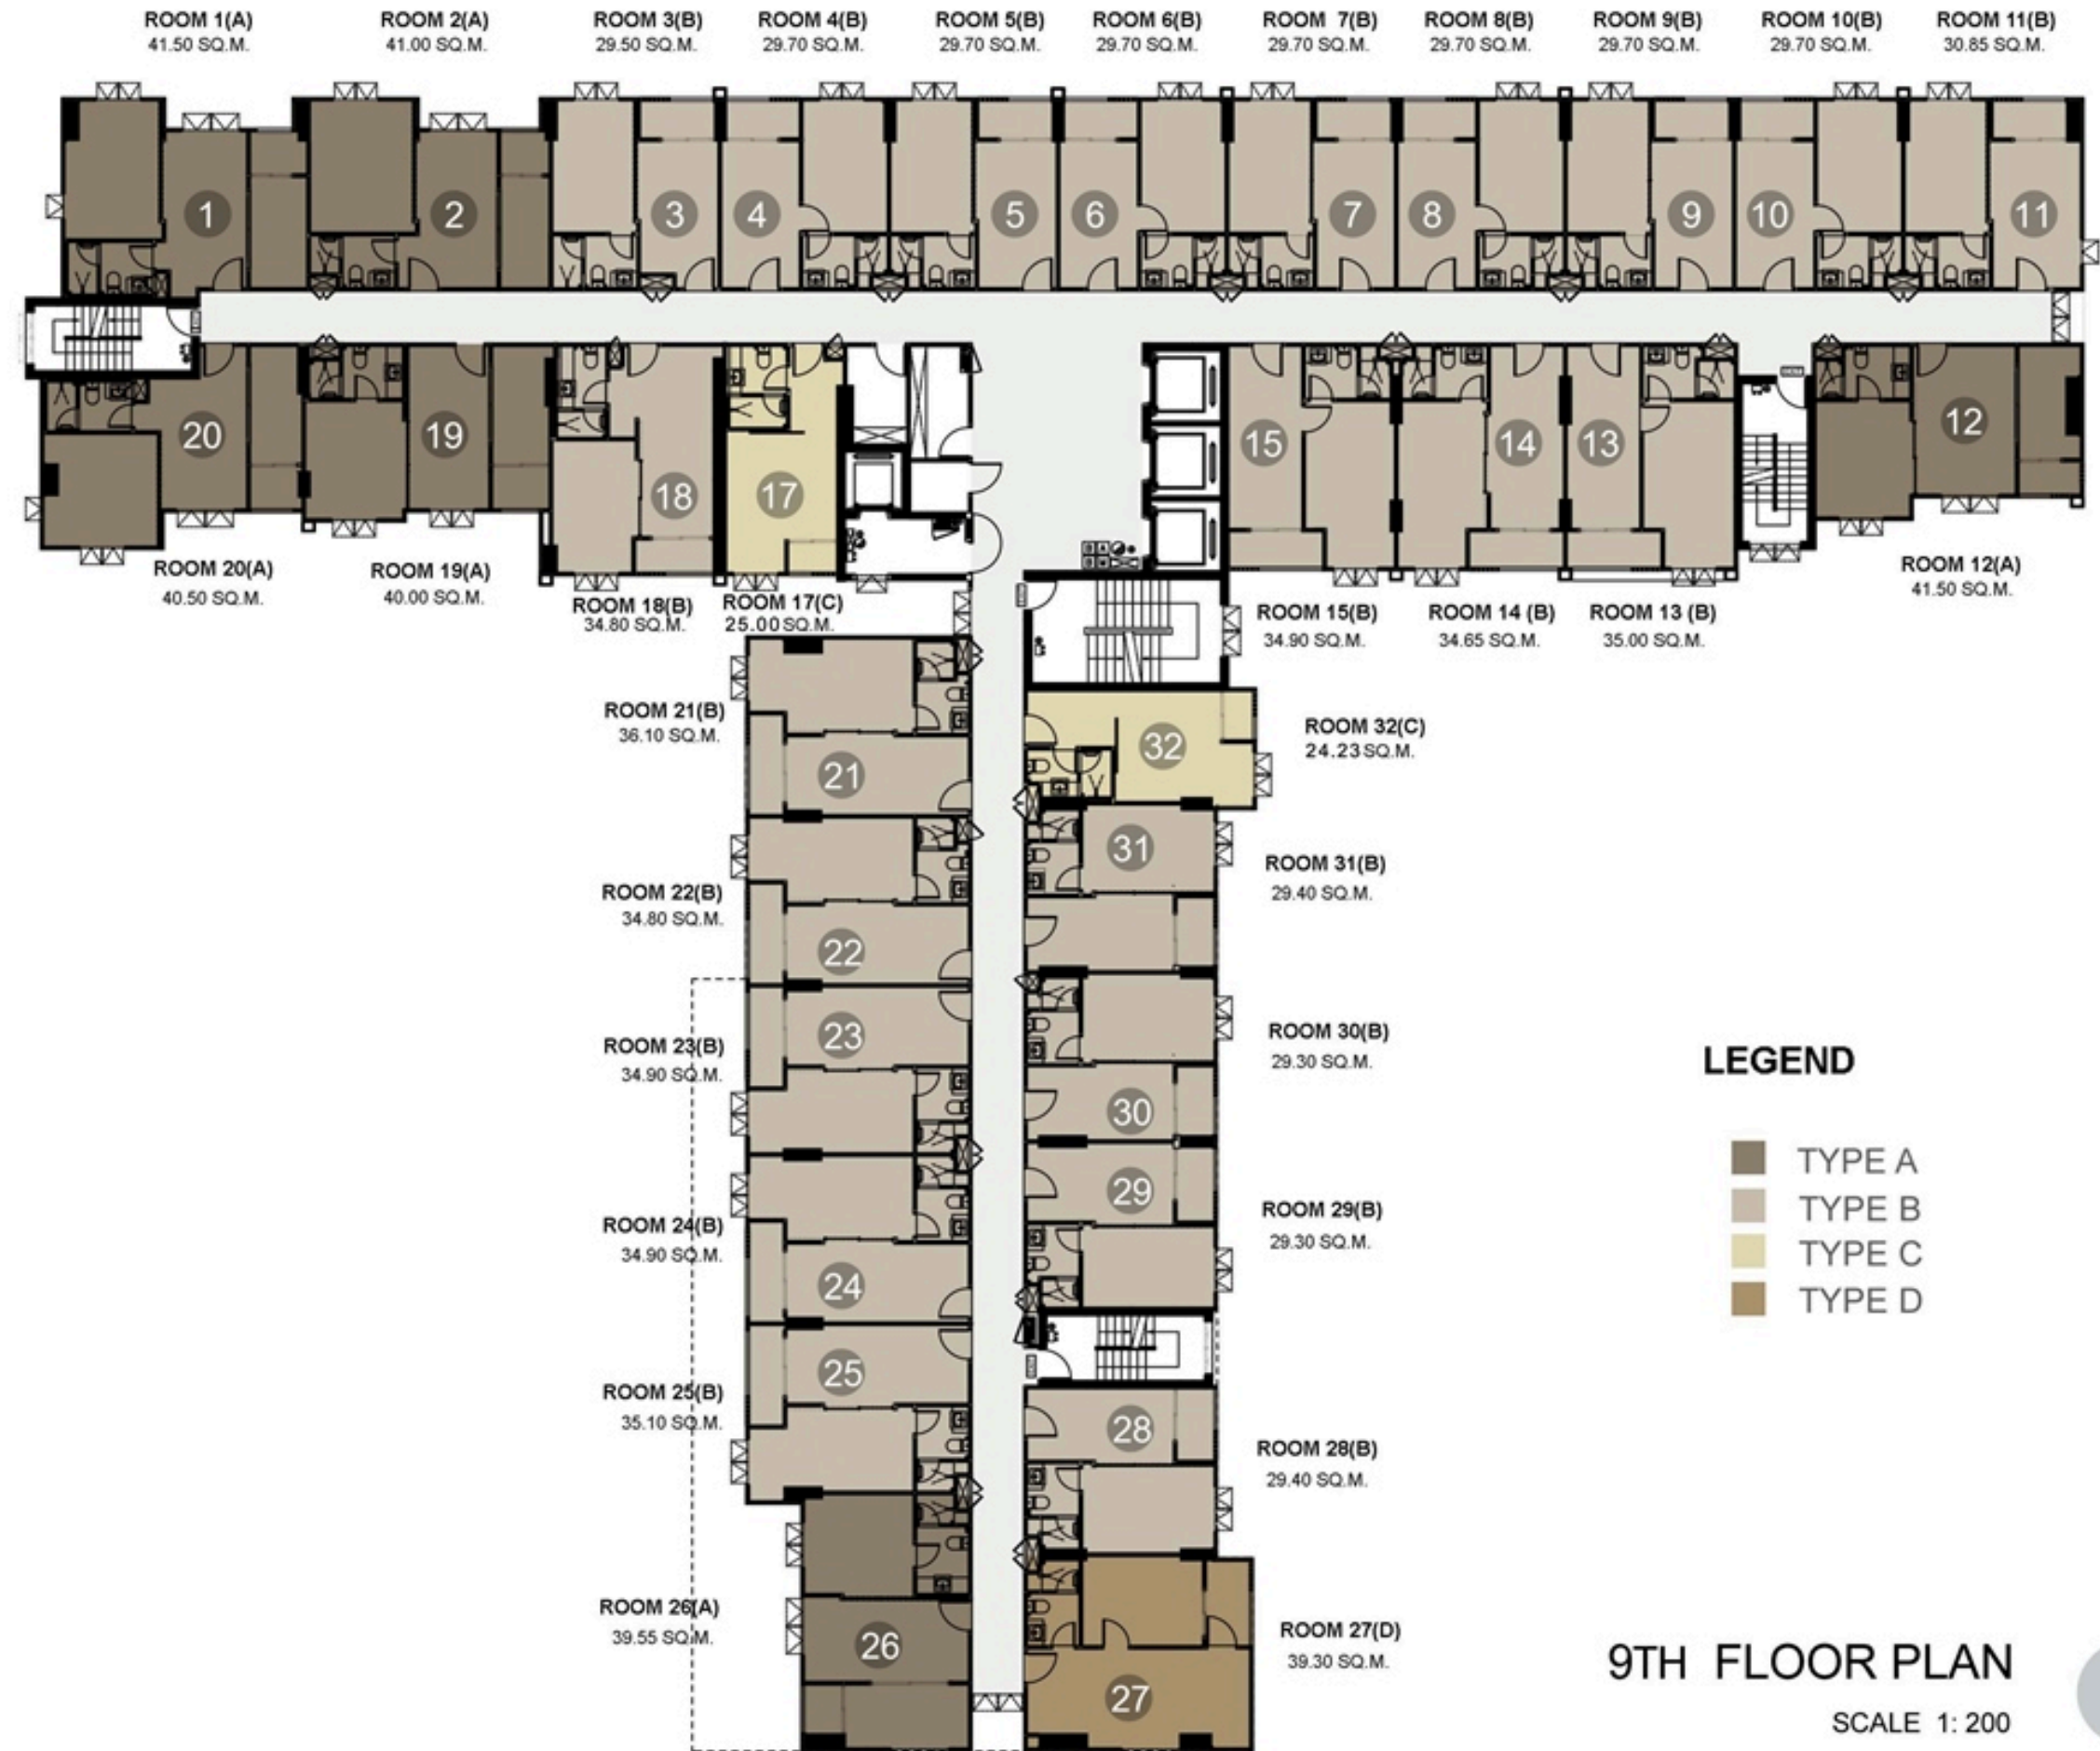 ROOM 1(A)
41.50 SQ.M.
ROOM 2(A)
41.00 SQ.M.
ROOM 3(B)
29.50 SQ.M.
ROOM 4(B)
29.70 SQ.M.
ROOM 5(B)
29.70 SQ.M.
ROOM 6(B)
29.70 SQ.M.
ROOM 7(B)
29.70 SQ.M.
ROOM 8(B)
29.70 SQ.M.
ROOM 9(B)
29.70 SQ.M.
ROOM 10(B)
29.70 SQ.M.
ROOM 11(B)
30.85 SQ.M.
1
2
3
4
5
6
7
8
9
10
11
20
19
18
17
15
14
13
12
ROOM 20(A)
40.50 SQ.M.
ROOM 19(A)
40.00 SQ.M.
ROOM 18(B)
34.80 SQ.M.
ROOM 17(C)
25.00 SQ.M.
ROOM 15(B)
34.90 SQ.M.
ROOM 14 (B)
34.65 SQ.M.
ROOM 13 (B)
35.00 SQ.M.
ROOM 12(A)
41.50 SQ.M.
ROOM 21(B)
36.10 SQ.M.
21
32
ROOM 32(C)
24.23 SQ.M.
31
ROOM 31(B)
29.40 SQ.M.
ROOM 22(B)
34.80 SQ.M.
22
ROOM 23(B)
34.90 SQ.M.
23
ROOM 30(B)
29.30 SQ.M.
30
29
ROOM 29(B)
29.30 SQ.M.
ROOM 24(B)
34.90 SQ.M.
24
ROOM 25(B)
35.10 SQ.M.
25
28
ROOM 28(B)
29.40 SQ.M.
ROOM 26(A)
39.55 SQ.M.
26
27
ROOM 27(D)
39.30 SQ.M.
LEGEND
TYPE A
TYPE B
TYPE C
TYPE D
9TH FLOOR PLAN
SCALE 1: 200